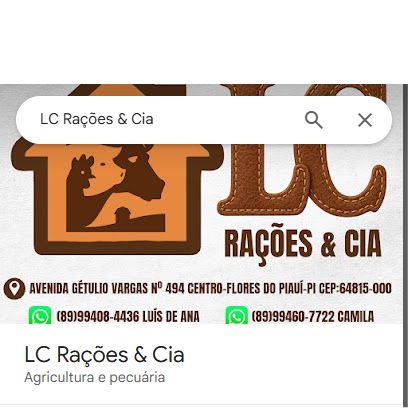 LC Rações & Cia
LC
RAÇÕES & CIA
AVENIDA GÉTULIO VARGAS Nº 494 CENTRO-FLORES DO PIAUÍ-PI CEP:64815-000
(89)99408-4436 LUÍS DE ANA (89)99460-7722 CAMILA
LC Rações & Cia
Agricultura e pecuária